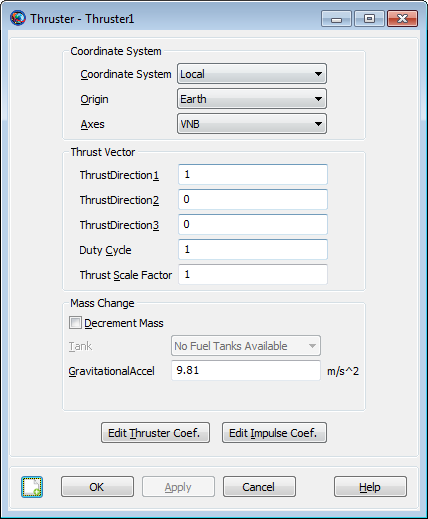 Thruster - Thruster1
Coordinate System
Coordinate System Local
Origin Earth
Axes VNB
Thrust Vector
ThrustDirection1 1
ThrustDirection2 0
ThrustDirection3 0
Duty Cycle 1
Thrust Scale Factor 1
Mass Change
Decrement Mass
Tank No Fuel Tanks Available
GravitationalAccel 9.81 m/s^2
Edit Thruster Coef. Edit Impulse Coef.
OK Apply Cancel Help